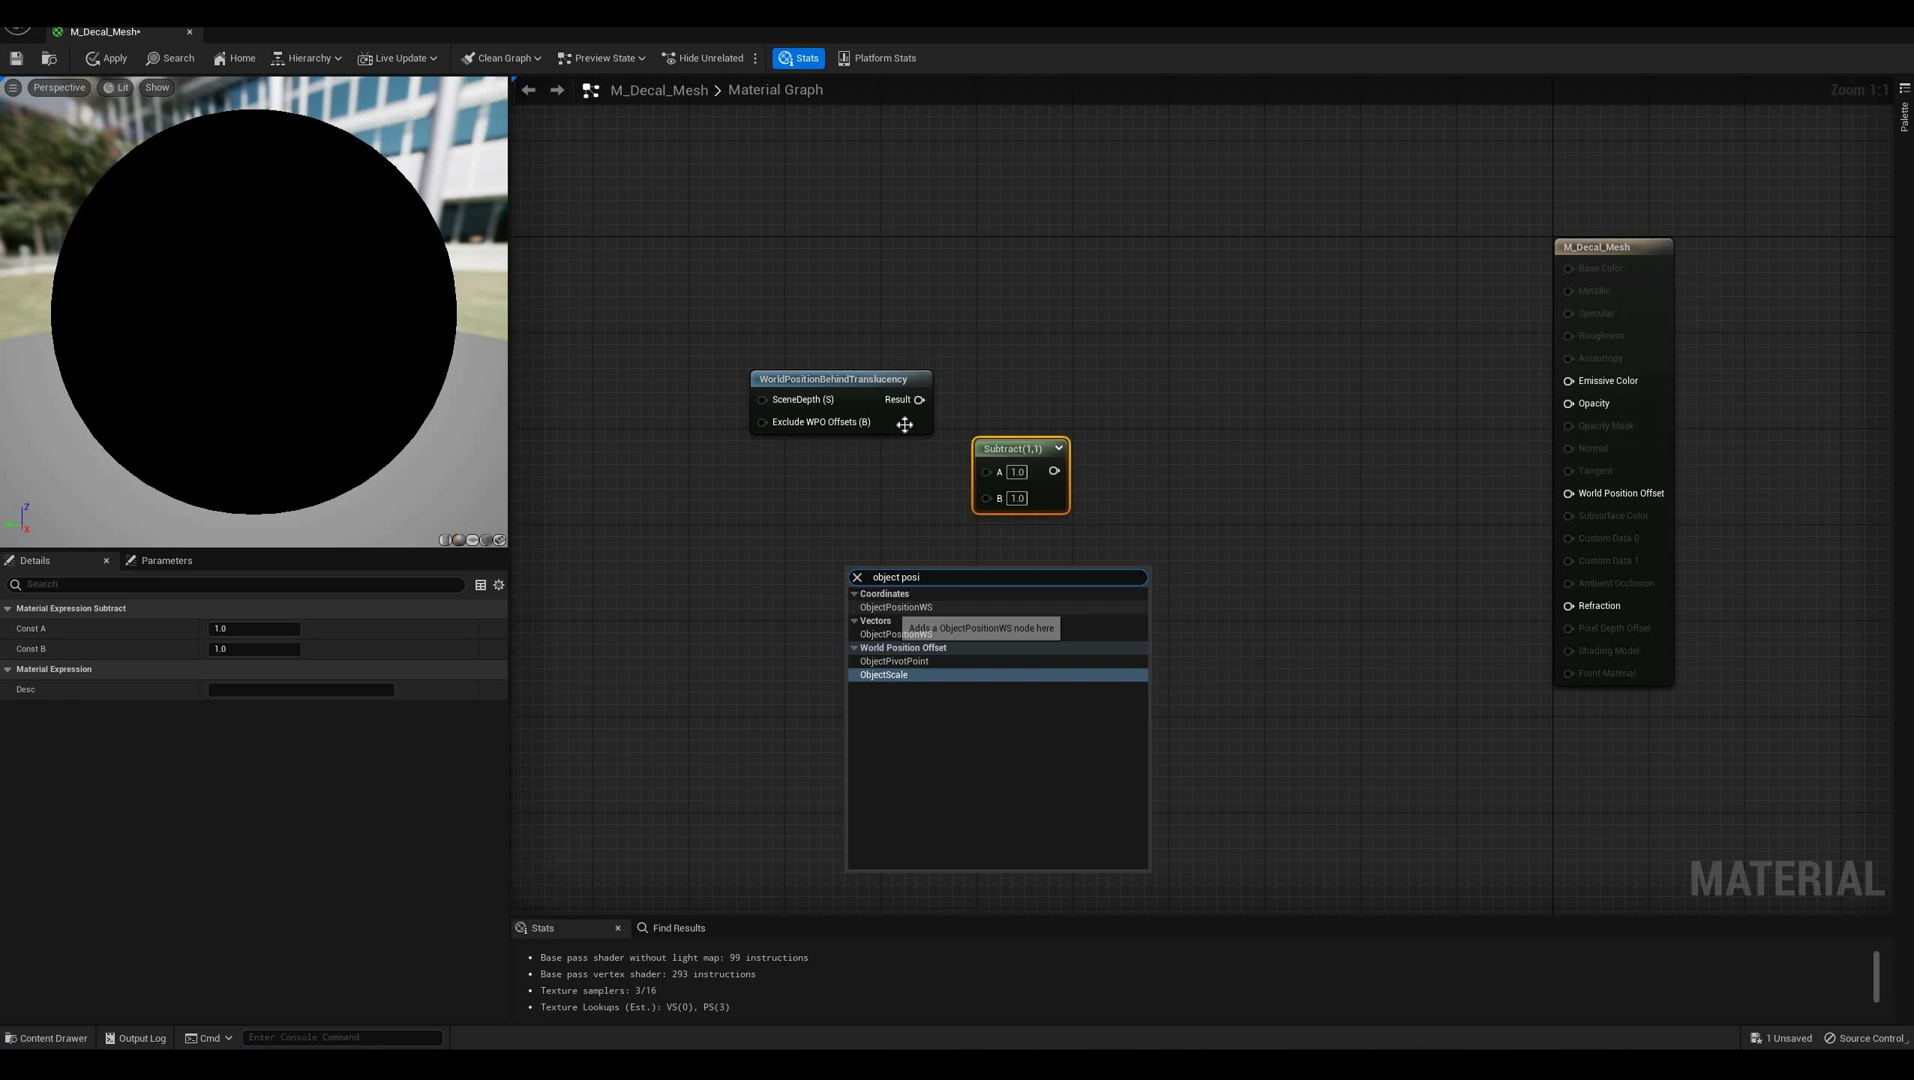 M_Decal_Mesh*
Apply
Search
Home
Hierarchy
Live Update
Clean Graph
Preview State
Hide Unrelated
Stats
Platform Stats
Perspective
Lit
Show
M_Decal_Mesh > Material Graph
Zoom 1:1
Palette
M_Decal_Mesh
Base Color
Metallic
Specular
Roughness
Anisotropy
Emissive Color
Opacity
Opacity Mask
Normal
Tangent
World Position Offset
Subsurface Color
Custom Data 0
Custom Data 1
Ambient Occlusion
Refraction
Pixel Depth Offset
Shading Model
Front Material
WorldPositionBehindTranslucency
SceneDepth (S)
Result
Exclude WPO Offsets (B)
Subtract(1,1)
A 1.0
B 1.0
object posi
Coordinates
ObjectPositionWS
Vectors
Adds a ObjectPositionWS node here
ObjectPositionWS
World Position Offset
ObjectPivotPoint
ObjectScale
Z
X
Details
Parameters
Search
Material Expression Subtract
Const A
1.0
Const B
1.0
Material Expression
Desc
MATERIAL
Stats
Find Results
Base pass shader without light map: 99 instructions
Base pass vertex shader: 293 instructions
Texture samplers: 3/16
Texture Lookups (Est.): VS(0), PS(3)
Content Drawer
Output Log
Cmd
Enter Console Command
1 Unsaved
Source Control